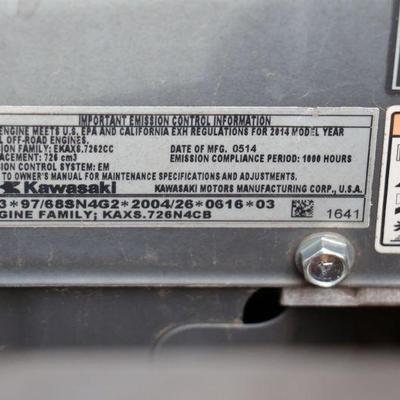 IMPORTANT EMISSION CONTROL INFORMATION
ENGINE MEETS U.S. EPA AND CALIFORNIA EXH REGULATIONS FOR 2014 MODEL YEAR
OFF-ROAD ENGINES.
FAMILY: EKAXS.7262CC DATE OF MFG. 0514
ACEMENT: 726 cm3 EMISSION COMPLIANCE PERIOD: 1000 HOURS
SION CONTROL SYSTEM: EM
TO OWNER'S MANUAL FOR MAINTENANCE SPECIFICATIONS AND ADJUSTMENTS.
Kawasaki KAWASAKI MOTORS MANUFACTURING CORP., U.S.A.
3*97/68SN4G2*2004/26*0616*03
GINE FAMILY; KAXS.726N4CB 1641